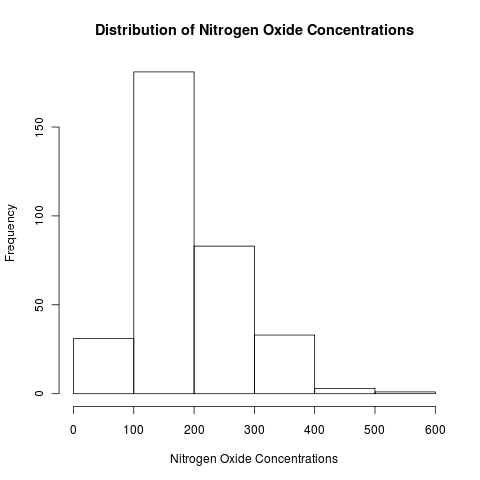 Distribution of Nitrogen Oxide Concentrations
Frequency
150
100
50
0
0 100 200 300 400 500 600
Nitrogen Oxide Concentrations